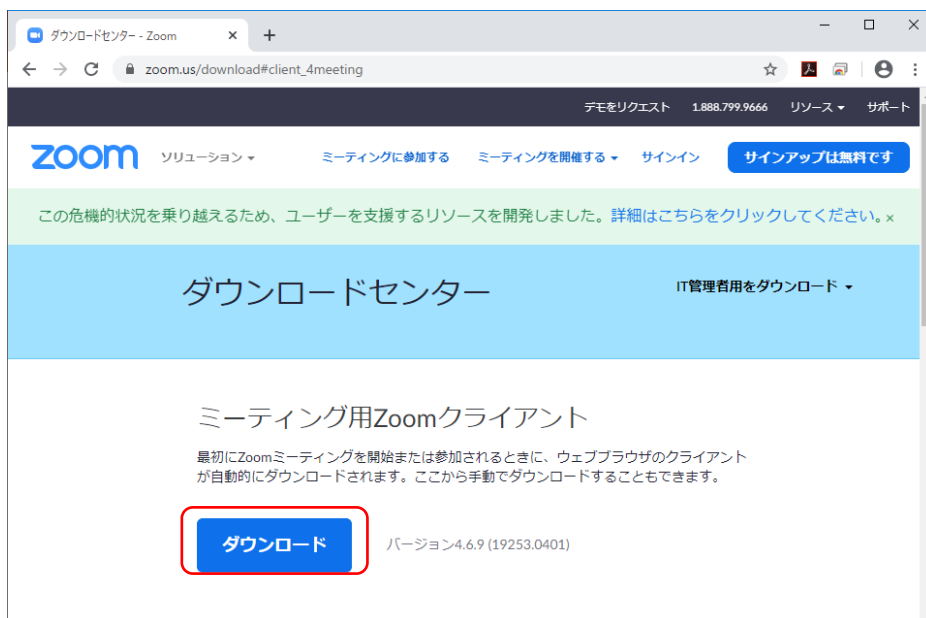 ダウンロードセンター - Zoom
zoom.us/download#client_4meeting
デモをリクエスト 1.888.799.9666 リソース サポート
zoom ソリューション ミーティングに参加する ミーティングを開催する サインイン サインアップは無料です
この危機的状況を乗り越えるため、ユーザーを支援するリソースを開発しました。詳細はこちらをクリックしてください。×
ダウンロードセンター
IT管理者用をダウンロード
ミーティング用Zoomクライアント
最初にZoomミーティングを開始または参加されるときに、ウェブブラウザのクライアント
が自動的にダウンロードされます。ここから手動でダウンロードすることもできます。
ダウンロード バージョン4.6.9 (19253.0401)